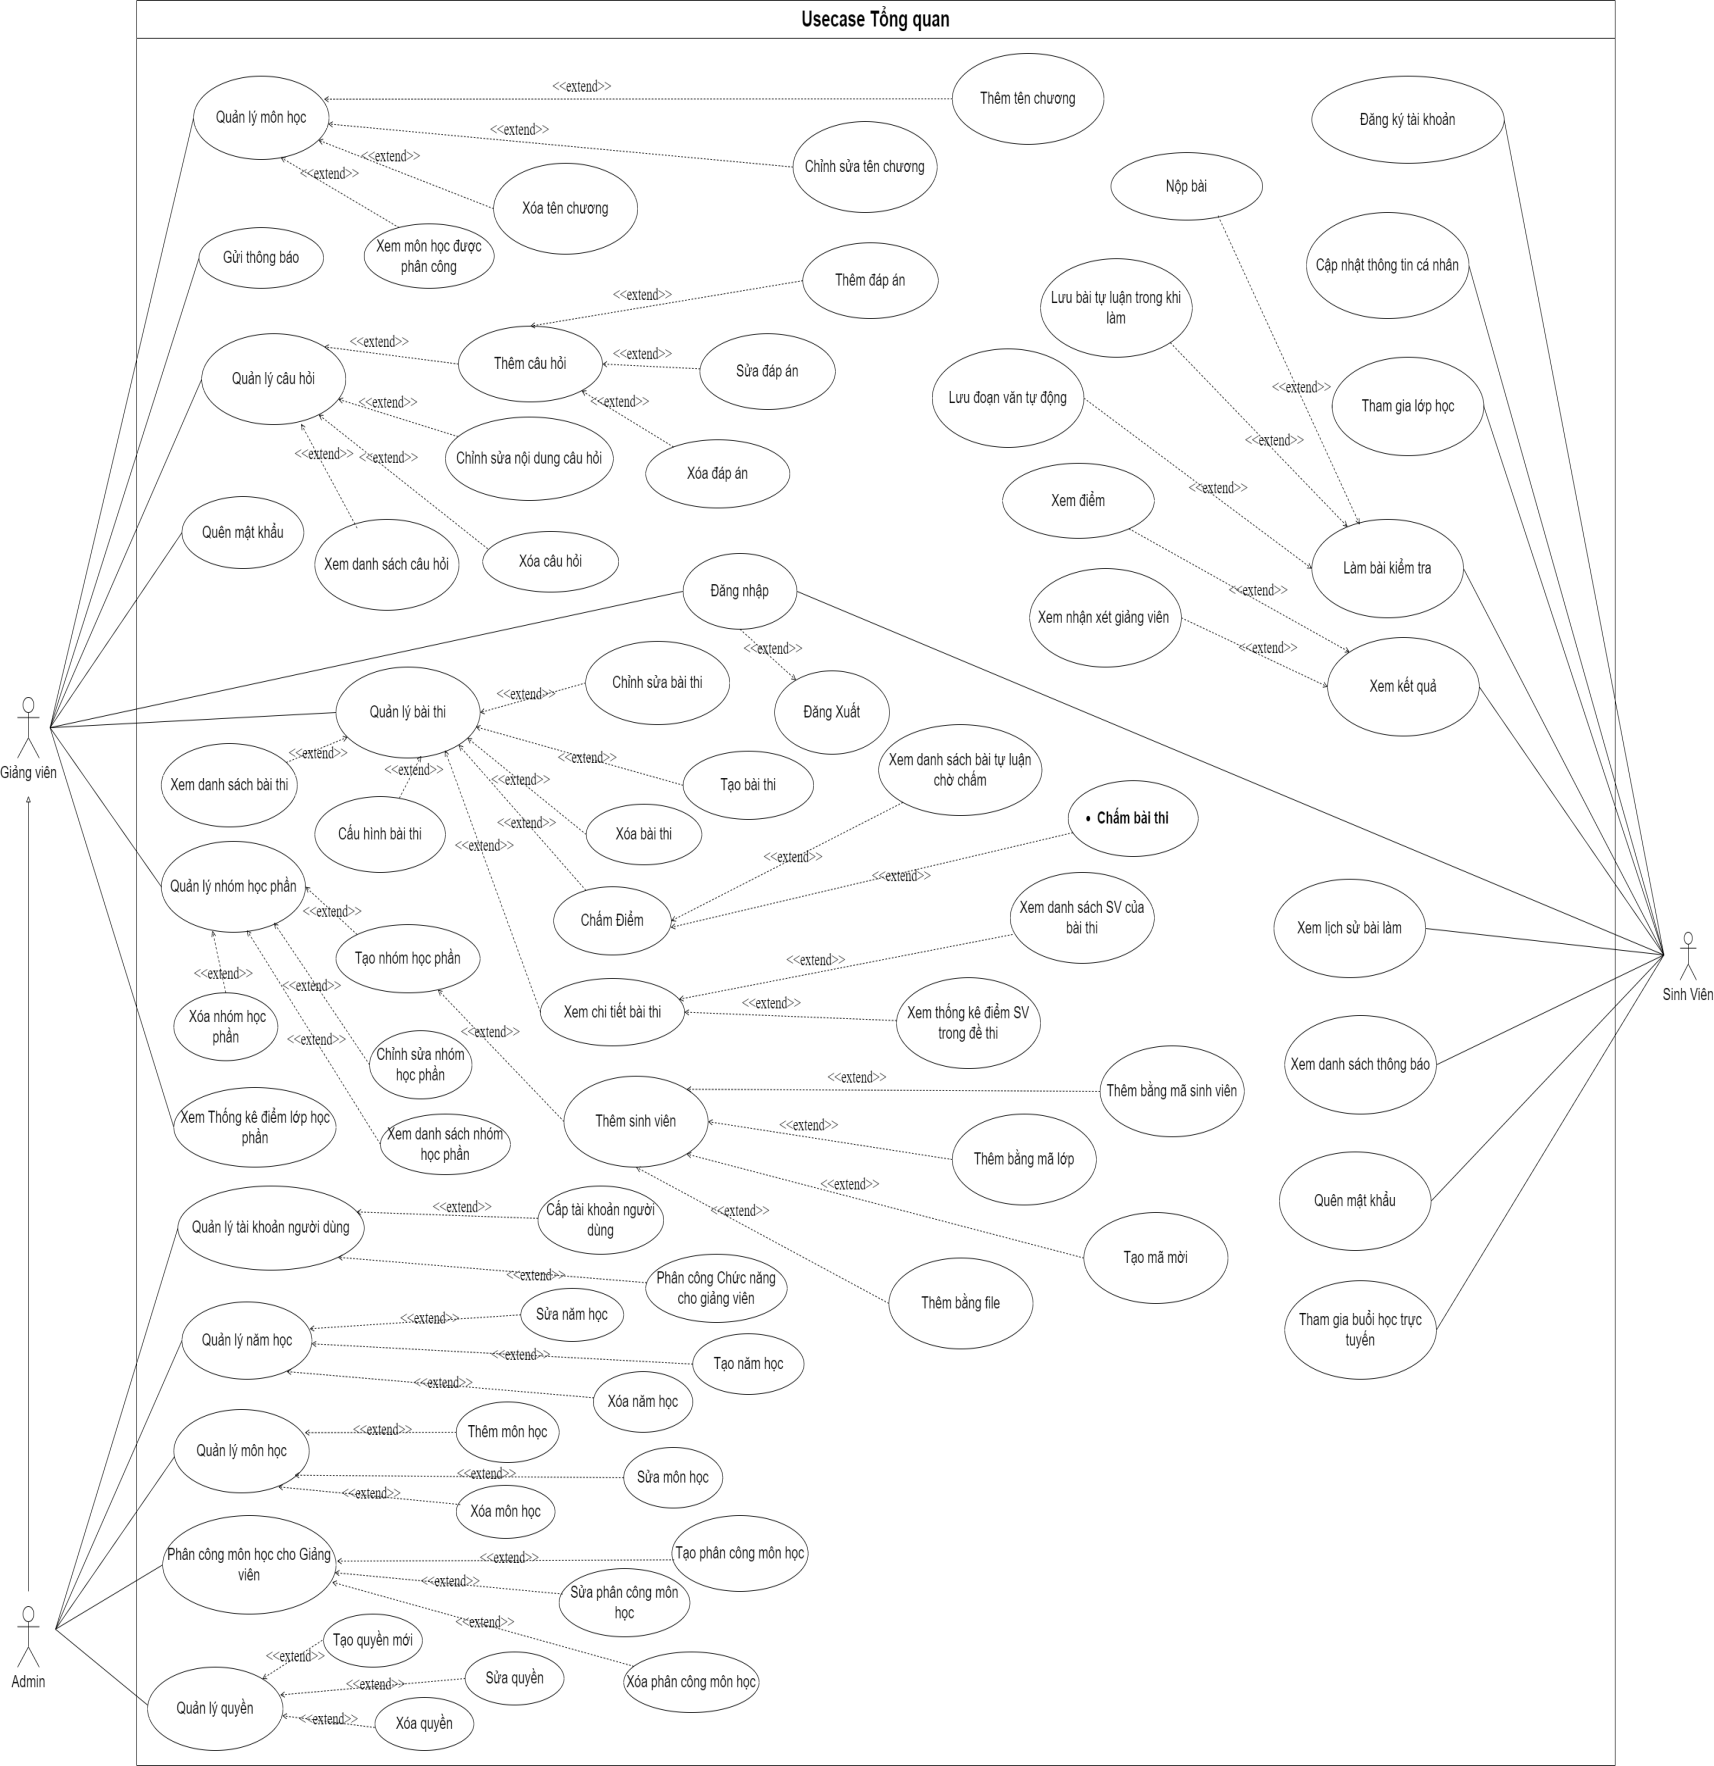 Usecase Tổng quan
Quản lý môn học
<<extend>>
Thêm tên chương
<<extend>>
Chỉnh sửa tên chương
<<extend>>
Xóa tên chương
<<extend>>
Xem môn học được
phân công
Gửi thông báo
Quản lý câu hỏi
<<extend>>
Thêm câu hỏi
<<extend>>
Thêm đáp án
<<extend>>
Sửa đáp án
<<extend>>
Xóa đáp án
<<extend>>
Chỉnh sửa nội dung câu hỏi
<<extend>>
Xóa câu hỏi
<<extend>>
Xem danh sách câu hỏi
Quên mật khẩu
Đăng nhập
<<extend>>
Đăng Xuất
Giảng viên
Quản lý bài thi
<<extend>>
Chỉnh sửa bài thi
<<extend>>
Tạo bài thi
<<extend>>
Xóa bài thi
<<extend>>
Xem danh sách bài thi
<<extend>>
Cấu hình bài thi
<<extend>>
Chấm Điểm
<<extend>>
Xem danh sách bài tự luận
chờ chấm
<<extend>>
• Chấm bài thi
<<extend>>
Xem chi tiết bài thi
<<extend>>
Xem danh sách SV của
bài thi
<<extend>>
Xem thống kê điểm SV
trong đề thi
Quản lý nhóm học phần
<<extend>>
Tạo nhóm học phần
<<extend>>
Xóa nhóm học
phần
<<extend>>
Chỉnh sửa nhóm
học phần
<<extend>>
Xem danh sách nhóm
học phần
<<extend>>
Thêm sinh viên
<<extend>>
Thêm bằng mã sinh viên
<<extend>>
Thêm bằng mã lớp
<<extend>>
Tạo mã mời
<<extend>>
Thêm bằng file
Xem Thống kê điểm lớp học
phần
Quản lý tài khoản người dùng
<<extend>>
Cấp tài khoản người
dùng
<<extend>>
Phân công Chức năng
cho giảng viên
Quản lý năm học
<<extend>>
Sửa năm học
<<extend>>
Tạo năm học
<<extend>>
Xóa năm học
Quản lý môn học
<<extend>>
Thêm môn học
<<extend>>
Sửa môn học
<<extend>>
Xóa môn học
Phân công môn học cho Giảng
viên
<<extend>>
Tạo phân công môn học
<<extend>>
Sửa phân công môn
học
<<extend>>
Xóa phân công môn học
Admin
Quản lý quyền
<<extend>>
Tạo quyền mới
<<extend>>
Sửa quyền
<<extend>>
Xóa quyền
Đăng ký tài khoản
Cập nhật thông tin cá nhân
Tham gia lớp học
Nộp bài
<<extend>>
Lưu bài tự luận trong khi
làm
<<extend>>
Lưu đoạn văn tự động
<<extend>>
Làm bài kiểm tra
Xem điểm
<<extend>>
Xem nhận xét giảng viên
<<extend>>
Xem kết quả
Xem lịch sử bài làm
Sinh Viên
Xem danh sách thông báo
Quên mật khẩu
Tham gia buổi học trực
tuyến